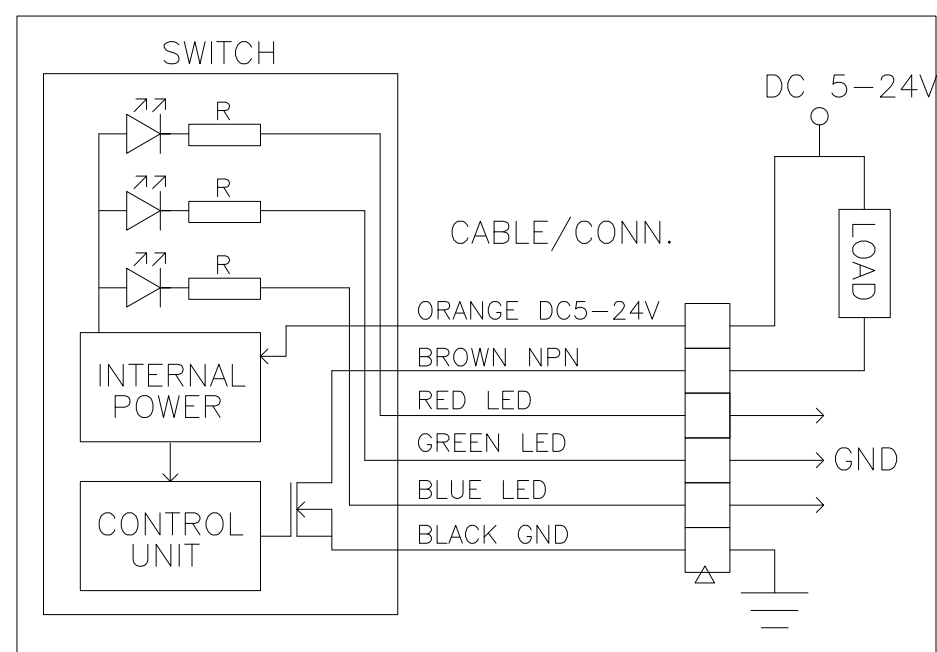 SWITCH
DC 5-24V
R
R
R
CABLE/CONN.
LOAD
ORANGE DC5-24V
BROWN NPN
RED LED
GREEN LED
BLUE LED
BLACK GND
GND
INTERNAL
POWER
CONTROL
UNIT